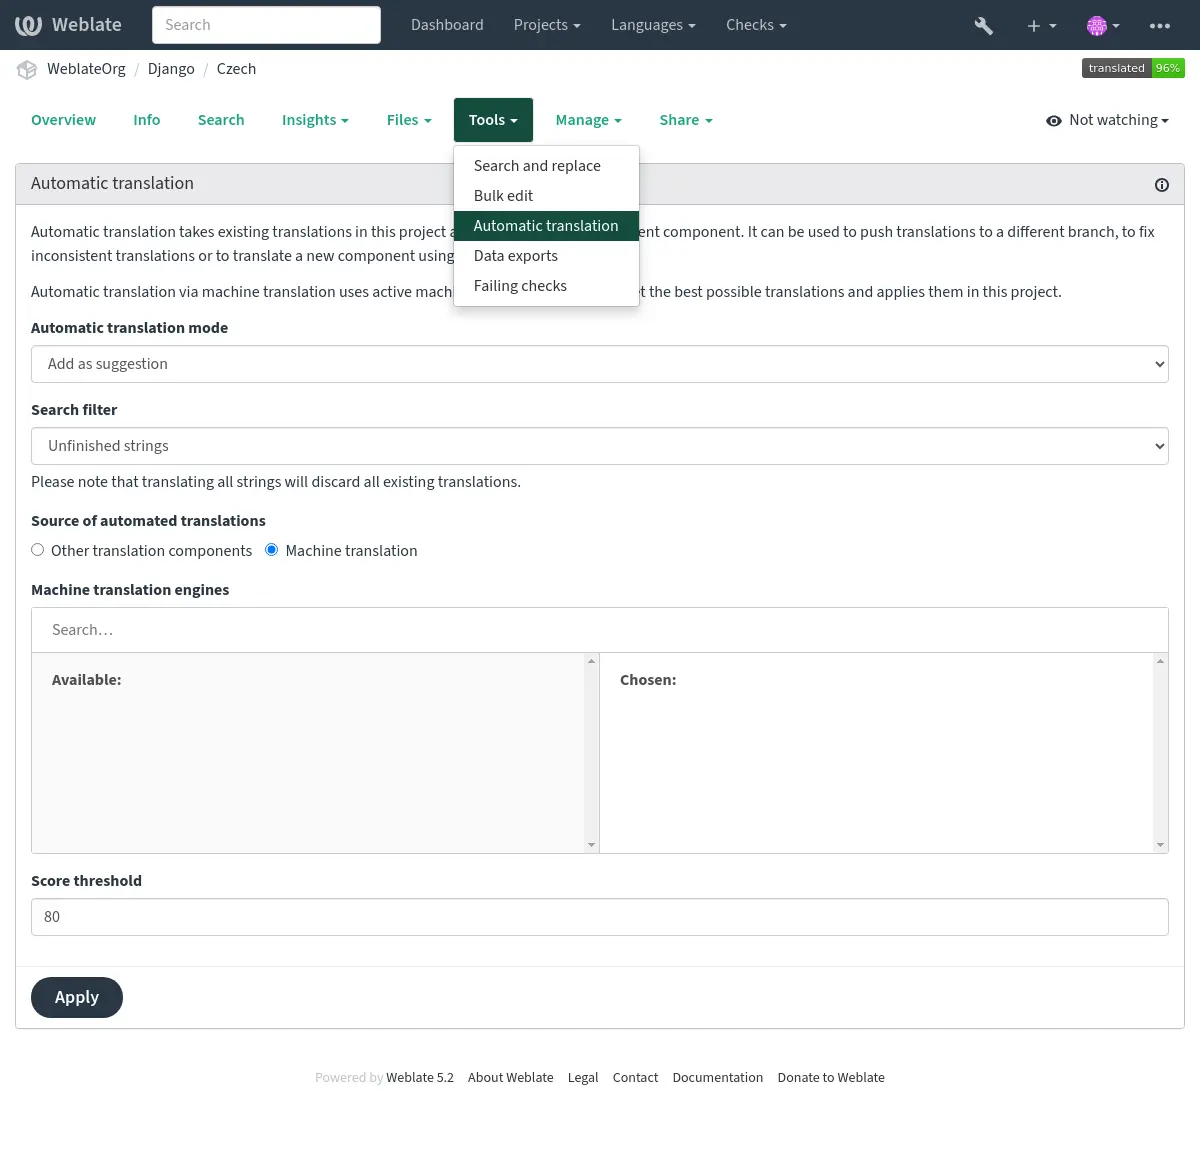 Weblate
Search
Dashboard
Projects
Languages
Checks
WeblateOrg / Django / Czech
translated 96%
Overview
Info
Search
Insights
Files
Tools
Manage
Share
Not watching
Search and replace
Bulk edit
Automatic translation
Data exports
Failing checks
Automatic translation
Automatic translation takes existing translations in this project
ent component. It can be used to push translations to a different branch, to fix
inconsistent translations or to translate a new component using
Automatic translation via machine translation uses active mach
t the best possible translations and applies them in this project.
Automatic translation mode
Add as suggestion
Search filter
Unfinished strings
Please note that translating all strings will discard all existing translations.
Source of automated translations
Other translation components
Machine translation
Machine translation engines
Search…
Available:
Chosen:
Score threshold
80
Apply
Powered by Weblate 5.2
About Weblate
Legal
Contact
Documentation
Donate to Weblate